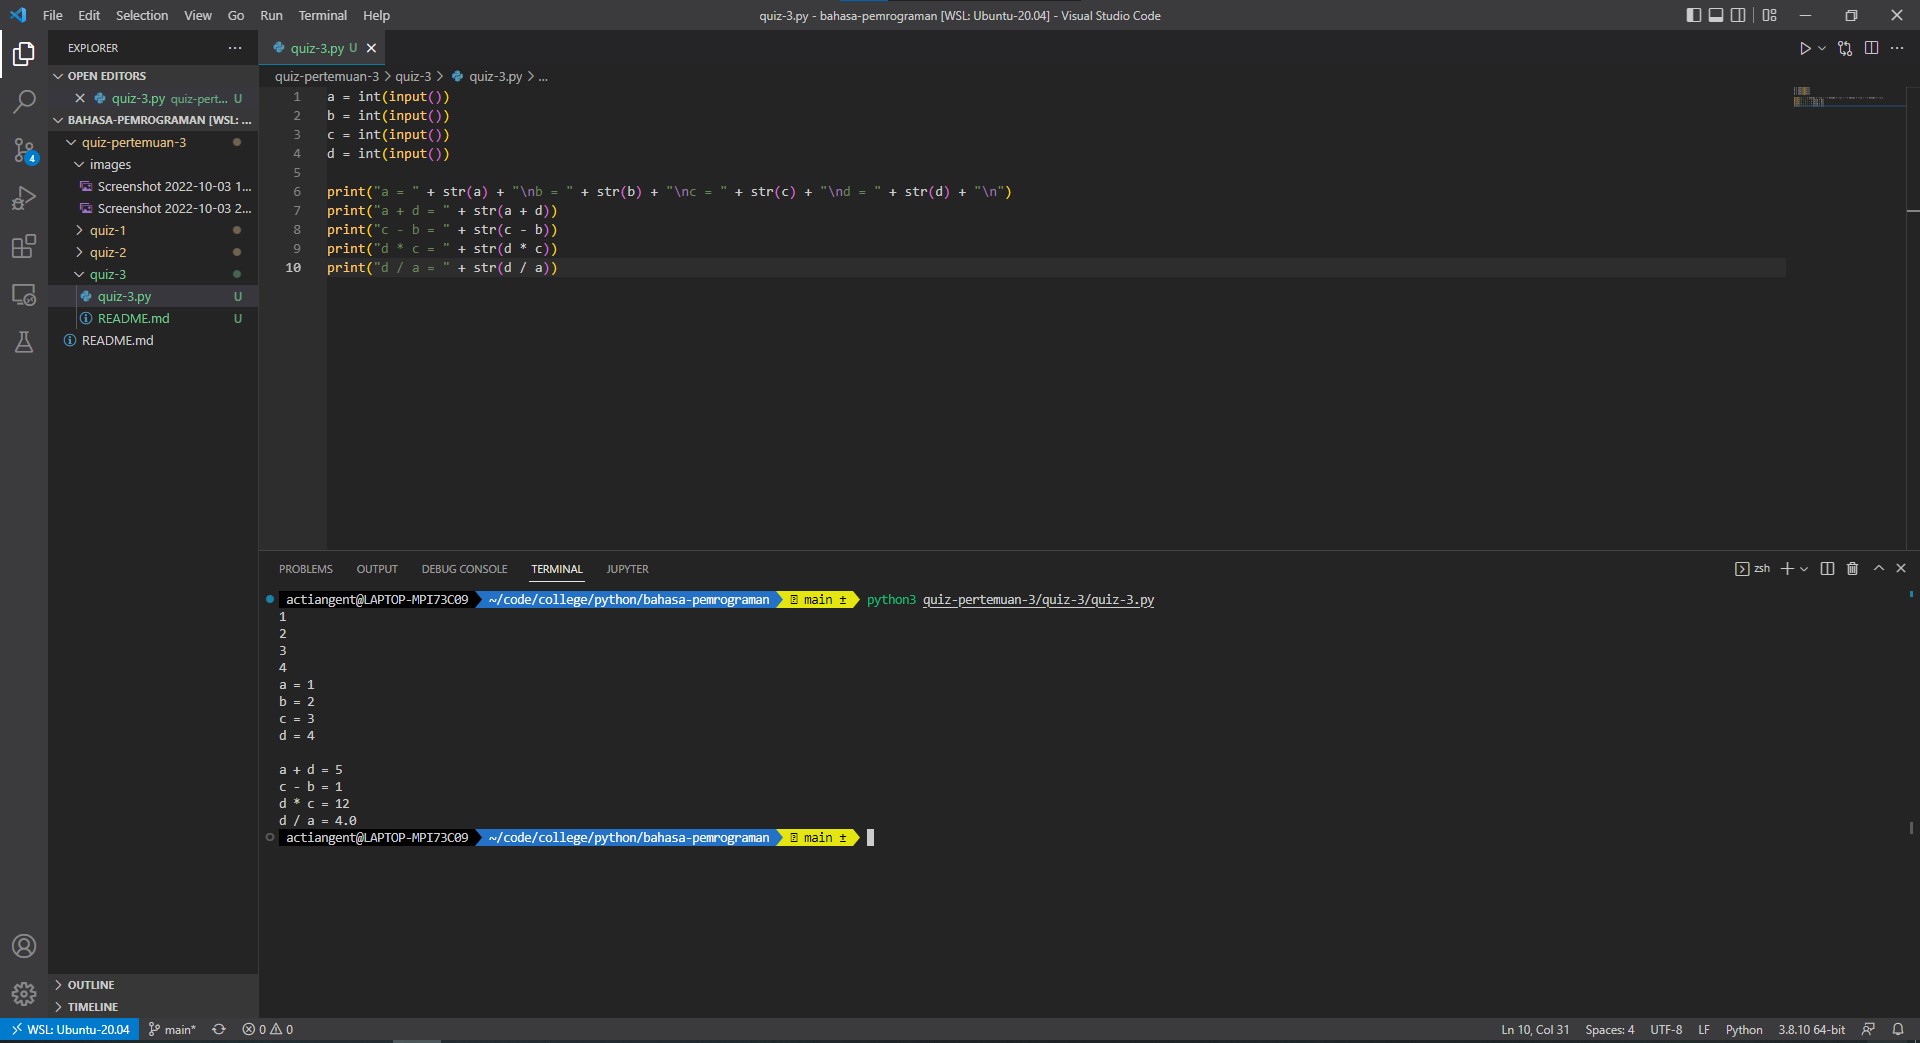 File Edit Selection View Go Run Terminal Help
quiz-3.py - bahasa-pemrograman [WSL: Ubuntu-20.04] - Visual Studio Code
EXPLORER
OPEN EDITORS
quiz-3.py quiz-pert... U
BAHASA-PEMROGRAMAN [WSL: ...
quiz-pertemuan-3
images
Screenshot 2022-10-03 1...
Screenshot 2022-10-03 2...
quiz-1
quiz-2
quiz-3
quiz-3.py U
README.md U
README.md
OUTLINE
TIMELINE
4
quiz-3.py U
quiz-pertemuan-3 > quiz-3 > quiz-3.py > ...
1 a = int(input())
2 b = int(input())
3 c = int(input())
4 d = int(input())
5
6 print("a = " + str(a) + "\nb = " + str(b) + "\nc = " + str(c) + "\nd = " + str(d) + "\n")
7 print("a + d = " + str(a + d))
8 print("c - b = " + str(c - b))
9 print("d * c = " + str(d * c))
10 print("d / a = " + str(d / a))
PROBLEMS OUTPUT DEBUG CONSOLE TERMINAL JUPYTER
zsh
actiangent@LAPTOP-MPI73C09 ~/code/college/python/bahasa-pemrograman main ± python3 quiz-pertemuan-3/quiz-3/quiz-3.py
1
2
3
4
a = 1
b = 2
c = 3
d = 4
a + d = 5
c - b = 1
d * c = 12
d / a = 4.0
actiangent@LAPTOP-MPI73C09 ~/code/college/python/bahasa-pemrograman main ±
WSL: Ubuntu-20.04 main* 0 0
Ln 10, Col 31 Spaces: 4 UTF-8 LF Python 3.8.10 64-bit